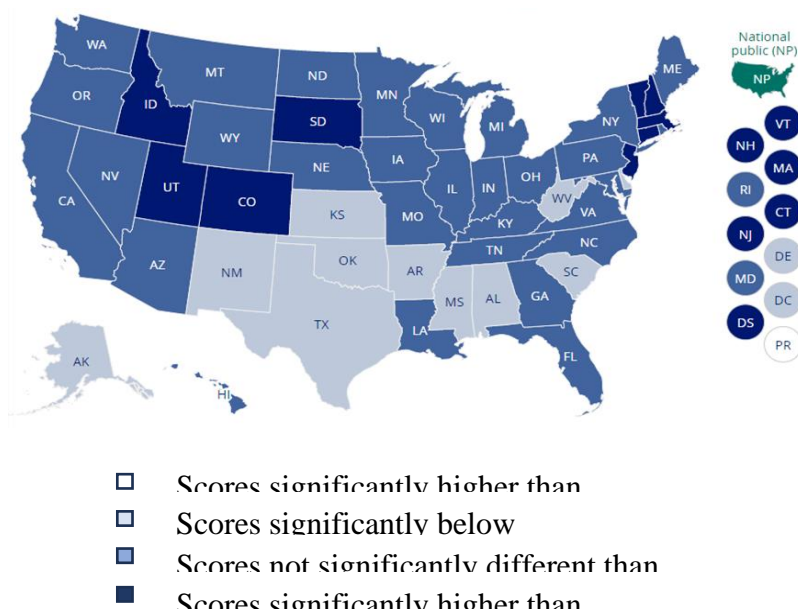 WA
MT
ND
MN
ME
National
public (NP)
NP
OR
ID
SD
WI
MI
NY
VT
NH
WY
IA
PA
MA
NE
RI
NV
UT
CO
IL
IN
OH
WV
CT
CA
KS
MO
KY
VA
NJ
DE
AZ
NM
OK
AR
TN
NC
MD
DC
SC
MS
AL
GA
DS
TX
LA
PR
AK
FL
HI
Scores significantly higher than
Scores significantly below
Scores not significantly different than
Scores significantly higher than